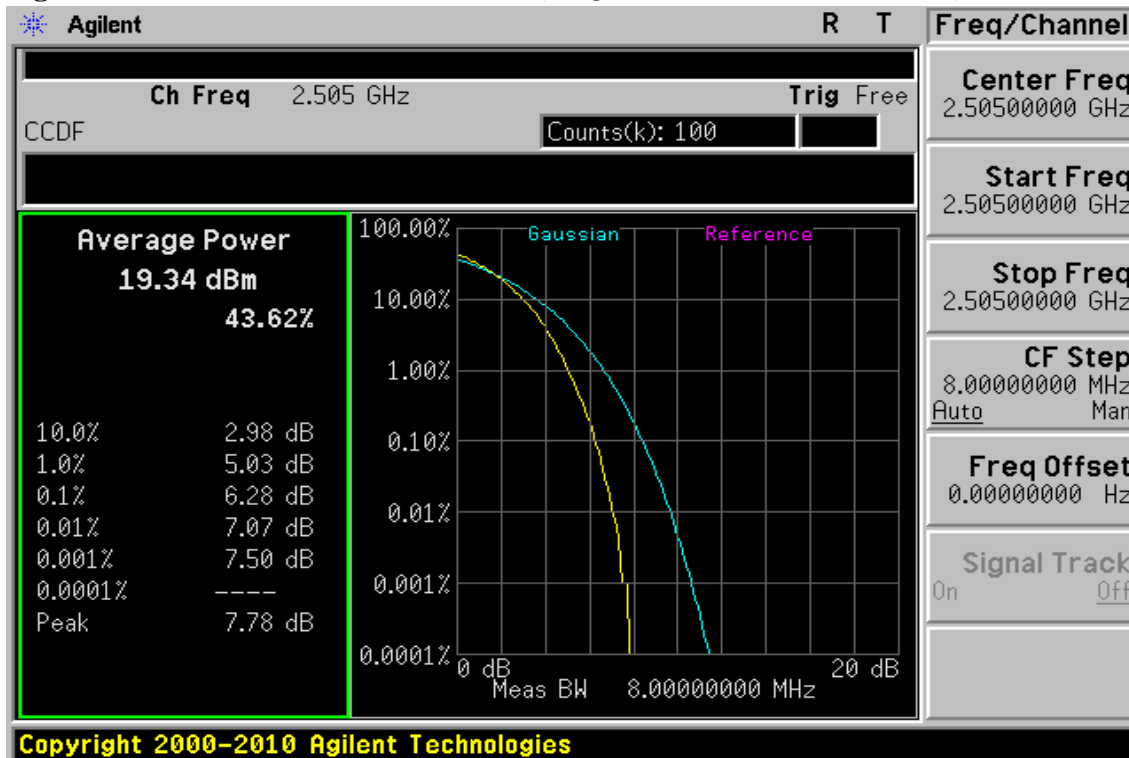 Agilent R T Freq/Channel
Ch Freq 2.505 GHz Trig Free
CCDF Counts(k): 100
Center Freq
2.50500000 GHz
Start Freq
2.50500000 GHz
Stop Freq
2.50500000 GHz
CF Step
8.00000000 MHz
Auto Man
Freq Offset
0.00000000 Hz
Signal Track
On Off
Average Power
19.34 dBm
43.62%
10.0% 2.98 dB
1.0% 5.03 dB
0.1% 6.28 dB
0.01% 7.07 dB
0.001% 7.50 dB
0.0001% ----
Peak 7.78 dB
Gaussian Reference
100.00%
10.00%
1.00%
0.10%
0.01%
0.001%
0.0001%
0 dB 20 dB
Meas BW 8.00000000 MHz
Copyright 2000-2010 Agilent Technologies